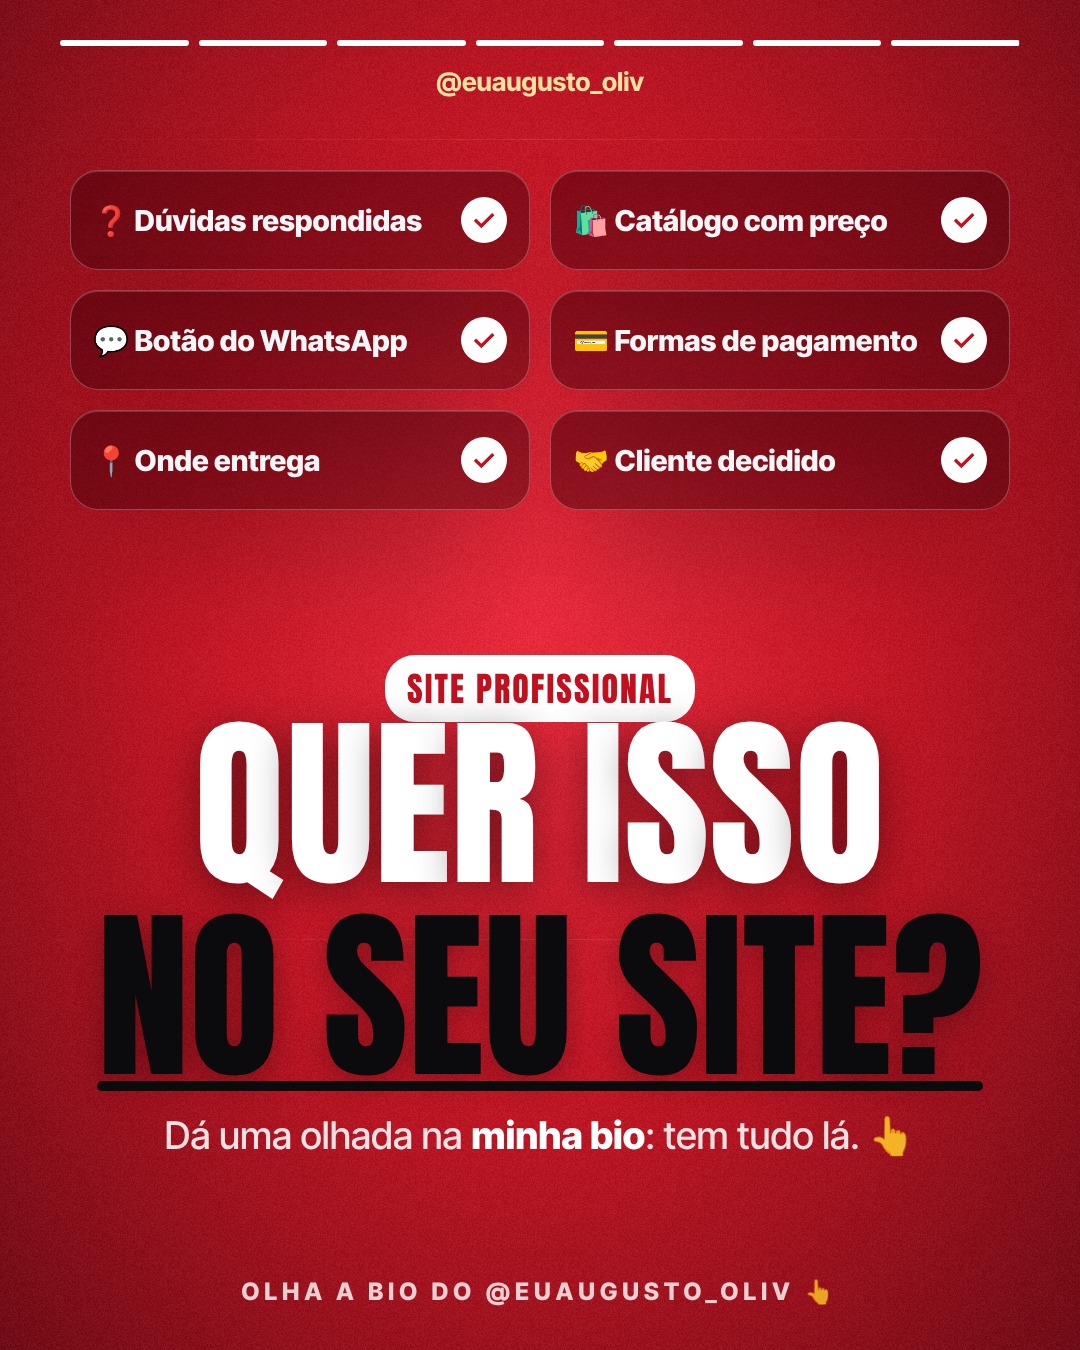 @euaugusto_oliv
❓ Dúvidas respondidas
🛍️ Catálogo com preço
💬 Botão do WhatsApp
💳 Formas de pagamento
📍 Onde entrega
🤝 Cliente decidido
SITE PROFISSIONAL
QUER ISSO
NO SEU SITE?
Dá uma olhada na minha bio: tem tudo lá. 👆
OLHA A BIO DO @EUAUGUSTO_OLIV 👆